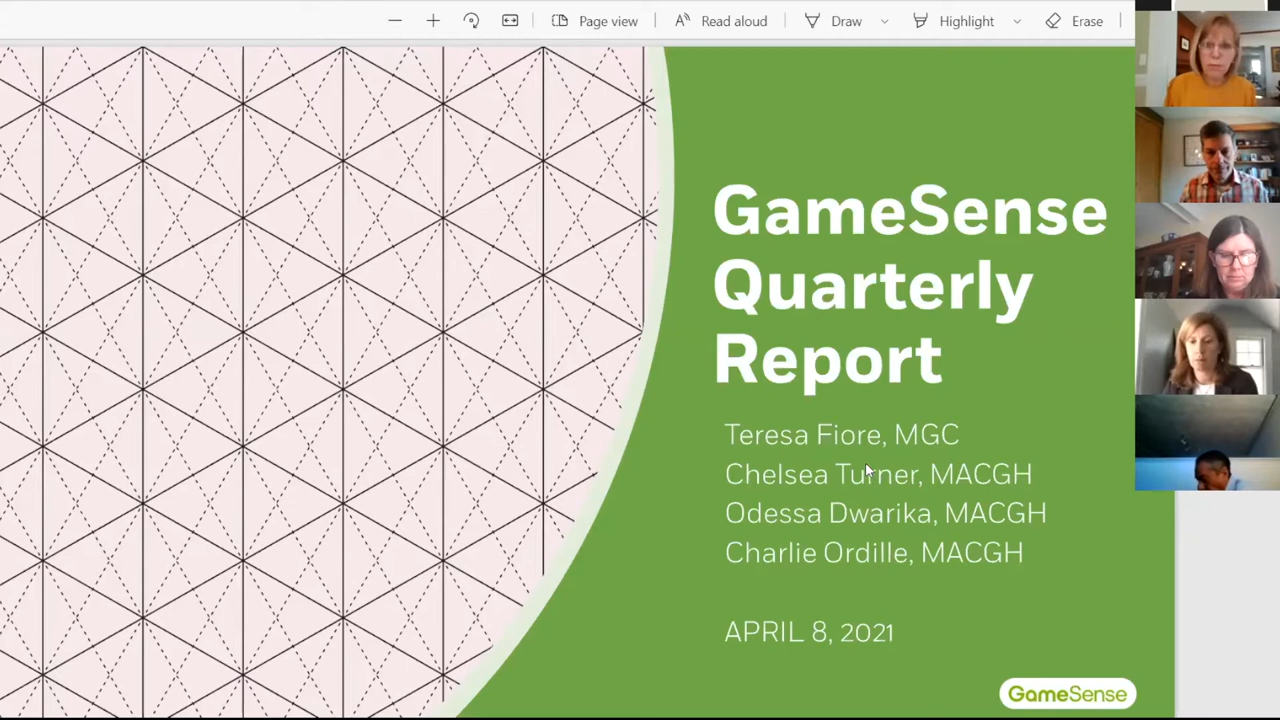 Page view
Read aloud
Draw
Highlight
Erase
GameSense
Quarterly
Report
Teresa Fiore, MGC
Chelsea Turner, MACGH
Odessa Dwarika, MACGH
Charlie Ordille, MACGH
APRIL 8, 2021
GameSense